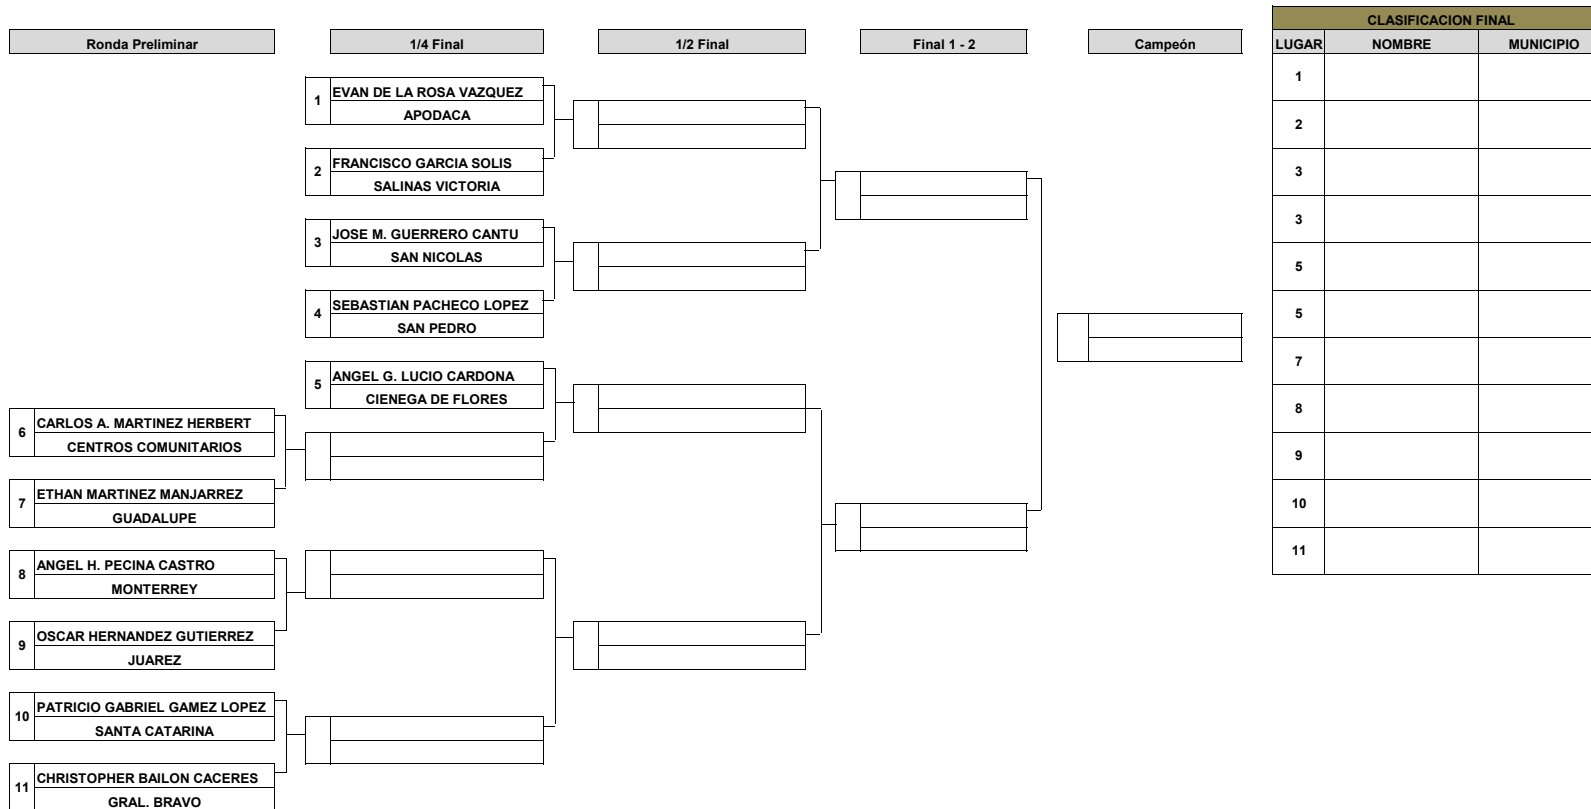 CLASIFICACION FINAL
Ronda Preliminar
1/4 Final
1/2 Final
Final 1 - 2
Campeón
LUGAR NOMBRE MUNICIPIO
1 EVAN DE LA ROSA VAZQUEZ
APODACA
2 FRANCISCO GARCIA SOLIS
SALINAS VICTORIA
3 JOSE M. GUERRERO CANTU
SAN NICOLAS
4 SEBASTIAN PACHECO LOPEZ
SAN PEDRO
5 ANGEL G. LUCIO CARDONA
CIENEGA DE FLORES
6 CARLOS A. MARTINEZ HERBERT
CENTROS COMUNITARIOS
7 ETHAN MARTINEZ MANJARREZ
GUADALUPE
8 ANGEL H. PECINA CASTRO
MONTERREY
9 OSCAR HERNANDEZ GUTIERREZ
JUAREZ
10 PATRICIO GABRIEL GAMEZ LOPEZ
SANTA CATARINA
11 CHRISTOPHER BAILON CACERES
GRAL. BRAVO
1
2
3
3
5
5
7
8
9
10
11